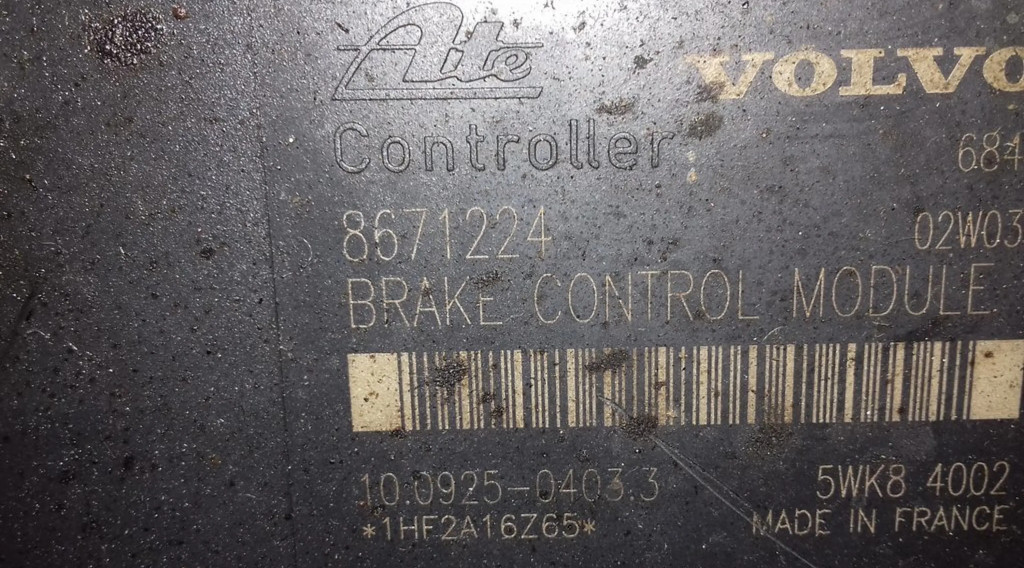 Ate VOLVO
Controller 684
8671224 02W03
BRAKE CONTROL MODULE
10.0925-0403.3 5WK8 4002
*1HF2A16Z65* MADE IN FRANCE